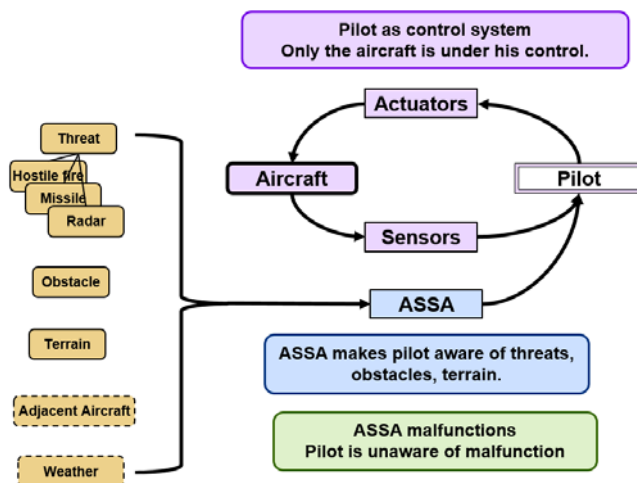 Pilot as control system
Only the aircraft is under his control.
Actuators
Threat
Hostile fire
Missile
Radar
Aircraft
Pilot
Sensors
Obstacle
ASSA
Terrain
ASSA makes pilot aware of threats,
obstacles, terrain.
Adjacent Aircraft
ASSA malfunctions
Pilot is unaware of malfunction
Weather